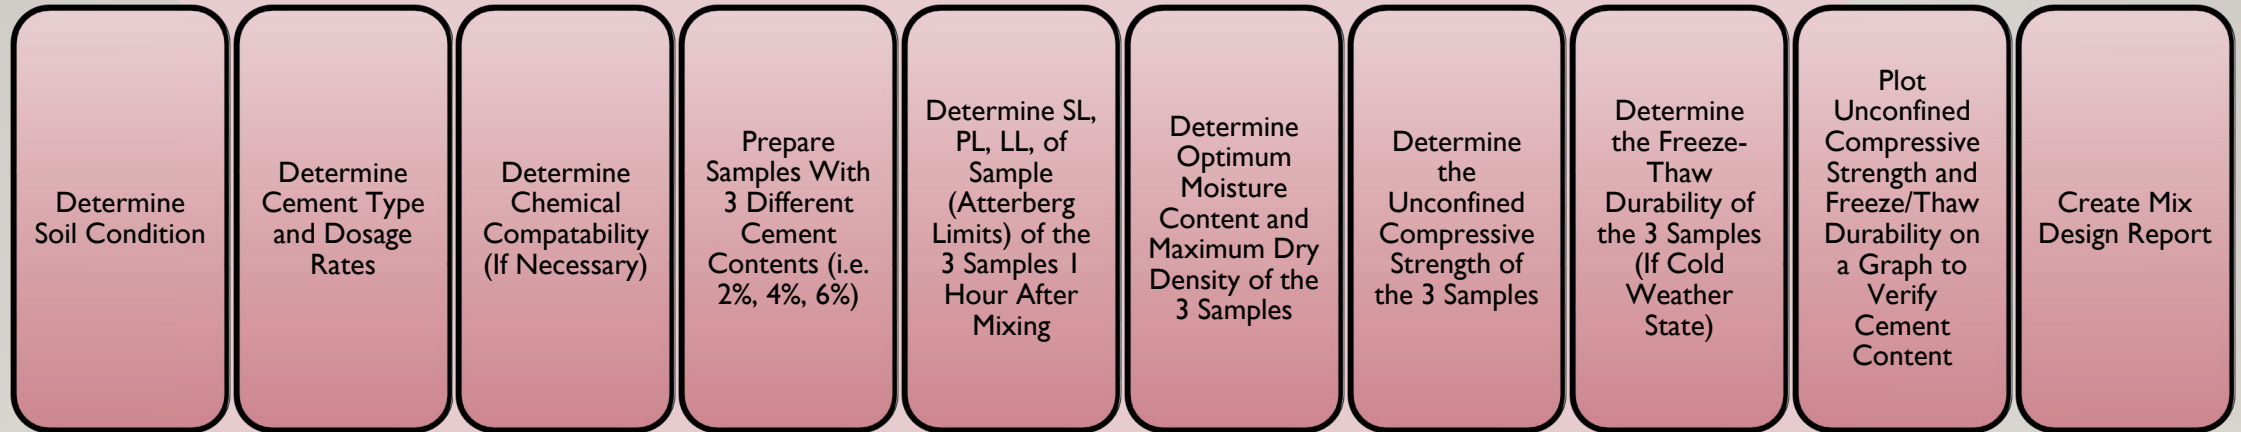 Determine
Soil Condition
Determine
Cement Type
and Dosage
Rates
Determine
Chemical
Compatability
(If Necessary)
Prepare
Samples With
3 Different
Cement
Contents (i.e.
2%, 4%, 6%)
Determine SL,
PL, LL, of
Sample
(Atterberg
Limits) of the
3 Samples 1
Hour After
Mixing
Determine
Optimum
Moisture
Content and
Maximum Dry
Density of the
3 Samples
Determine
the
Unconfined
Compressive
Strength of
the 3 Samples
Determine
the Freeze-
Thaw
Durability of
the 3 Samples
(If Cold
Weather
State)
Plot
Unconfined
Compressive
Strength and
Freeze/Thaw
Durability on
a Graph to
Verify
Cement
Content
Create Mix
Design Report